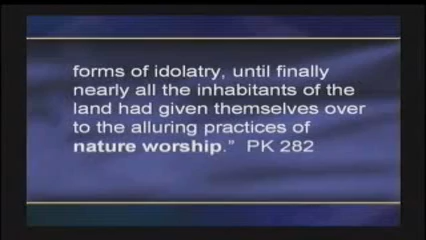 forms of idolatry, until finally
nearly all the inhabitants of the
land had given themselves over
to the alluring practices of
nature worship."  PK 282